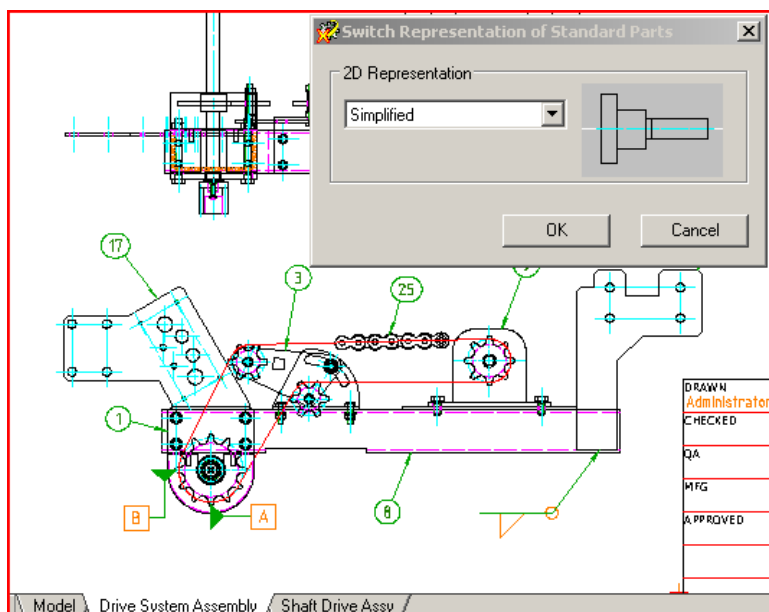 Switch Representation of Standard Parts
2D Representation
Simplified
OK
Cancel
17
3
25
1
8
B
A
DRAWN
Administrator
CHECKED
QA
MFG
APPROVED
Model
Drive System Assembly
Shaft Drive Assy